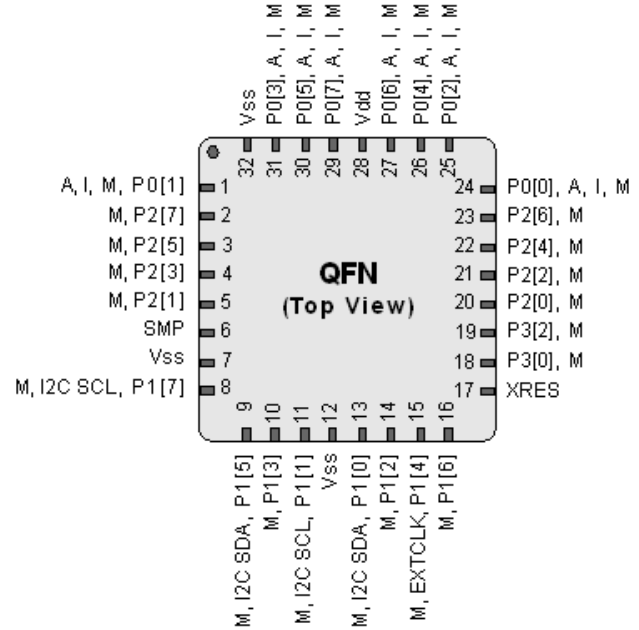 Vss
P0[3], A, I, M
P0[5], A, I, M
P0[7], A, I, M
Vdd
P0[6], A, I, M
P0[4], A, I, M
P0[2], A, I, M
32
31
30
29
28
27
26
25
A, I, M, P0[1]
1
M, P2[7]
2
M, P2[5]
3
M, P2[3]
4
M, P2[1]
5
SMP
6
Vss
7
M, I2C SCL, P1[7]
8
QFN
(Top View)
24
P0[0], A, I, M
23
P2[6], M
22
P2[4], M
21
P2[2], M
20
P2[0], M
19
P3[2], M
18
P3[0], M
17
XRES
9
10
11
12
13
14
15
16
M, I2C SDA, P1[5]
M, P1[3]
M, I2C SCL, P1[1]
Vss
M, I2C SDA, P1[0]
M, P1[2]
M, EXTCLK, P1[4]
M, P1[6]